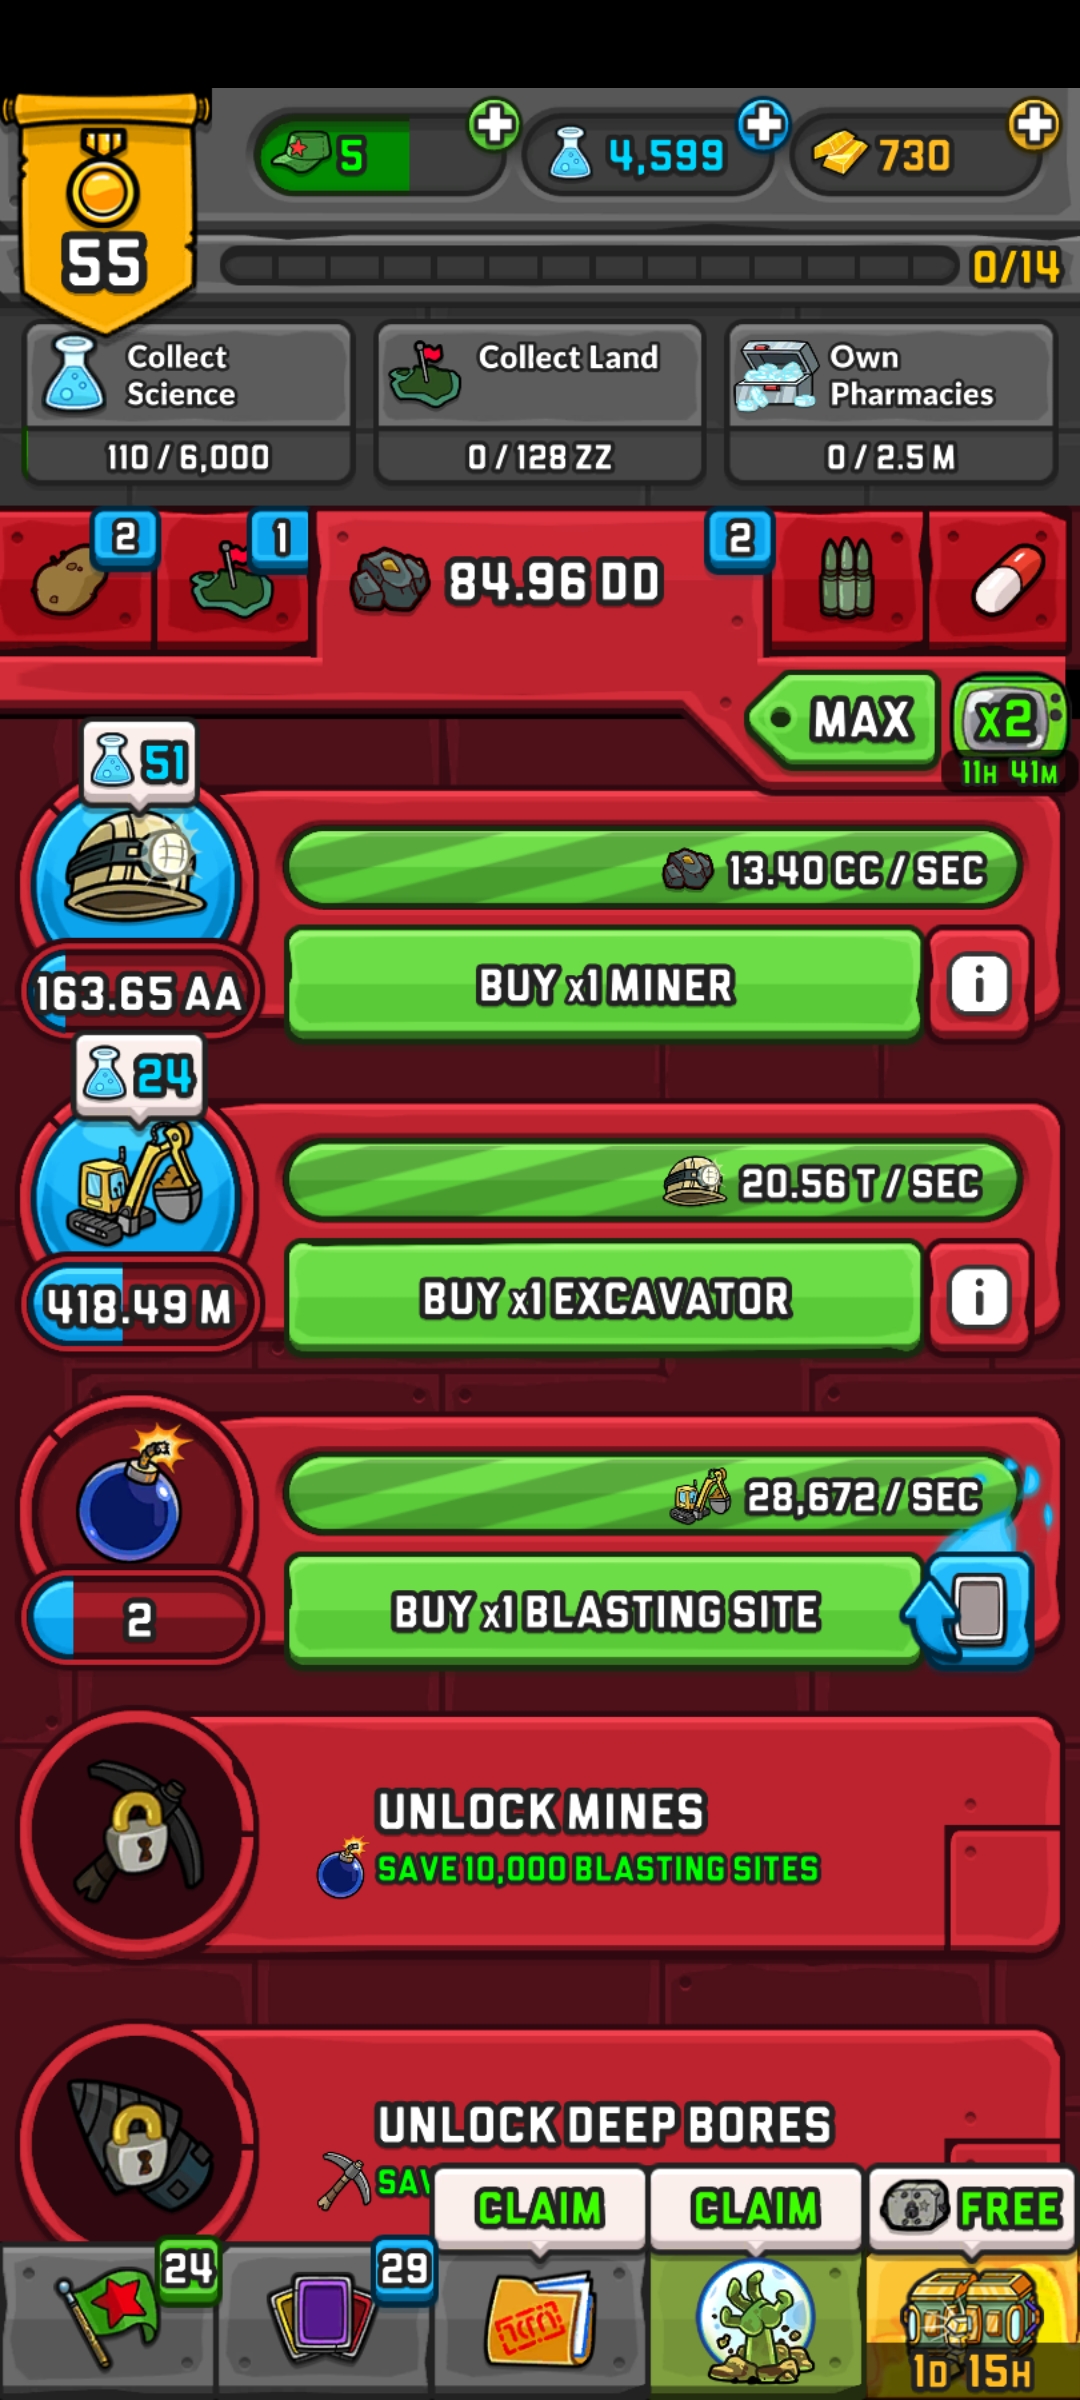 55
5
4,599
730
0/14
Collect
Science
110 / 6,000
Collect Land
0 / 128 ZZ
Own
Pharmacies
0 / 2.5 M
2
1
84.96 DD
2
MAX
x2
11H 41M
51
13.40 CC / SEC
163.65 AA
BUY x1 MINER
i
24
20.56 T / SEC
418.49 M
BUY x1 EXCAVATOR
i
28,672 / SEC
2
BUY x1 BLASTING SITE
UNLOCK MINES
SAVE 10,000 BLASTING SITES
UNLOCK DEEP BORES
CLAIM
CLAIM
FREE
24
29
1D 15H